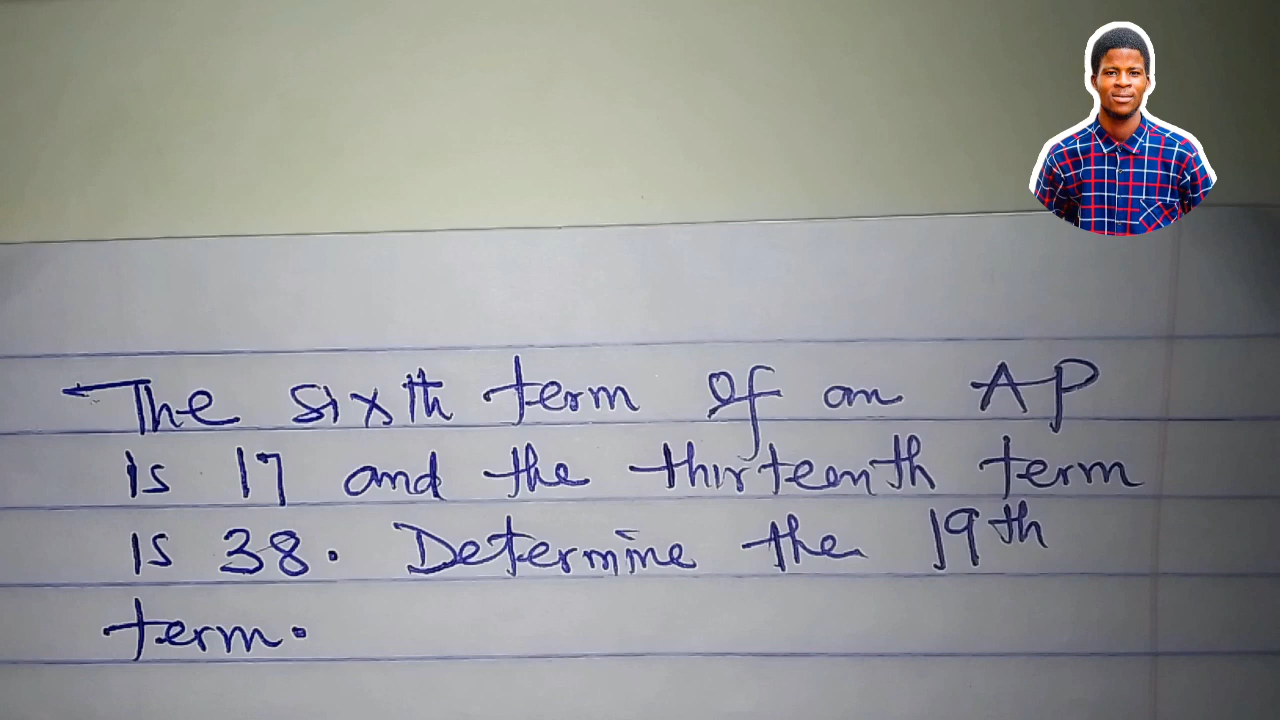 The sixth term of an AP
is 17 and the thirteenth term
is 38. Determine the 19th
term.